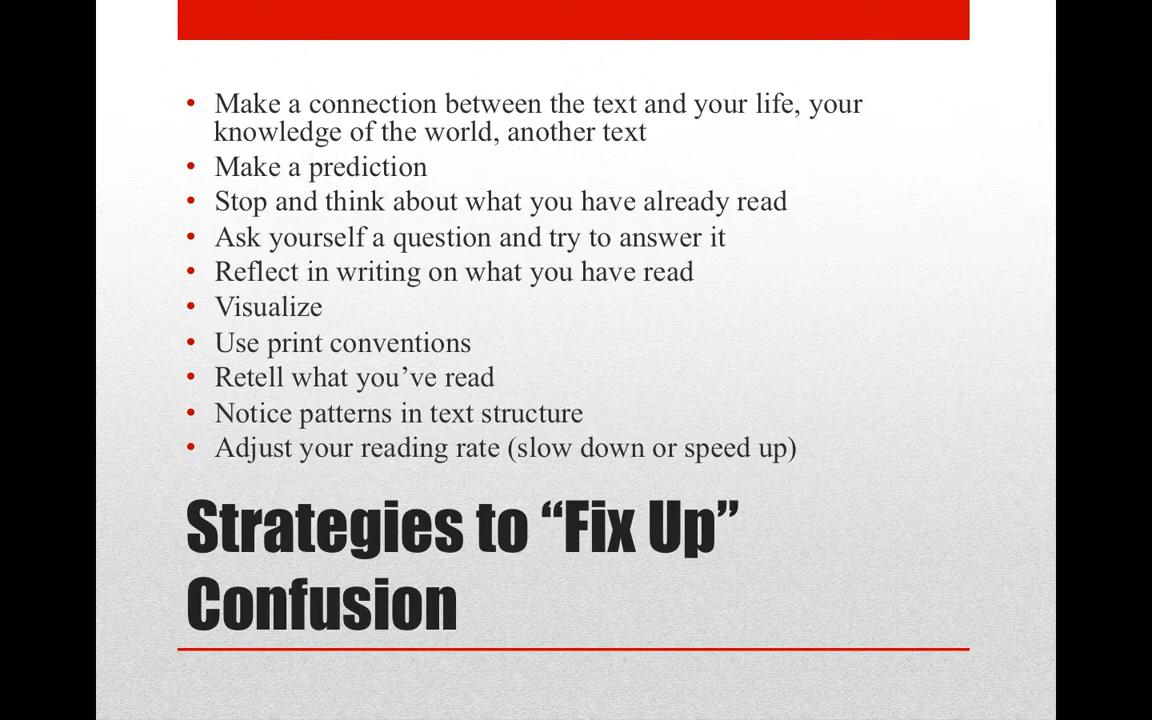 • Make a connection between the text and your life, your
knowledge of the world, another text
• Make a prediction
• Stop and think about what you have already read
• Ask yourself a question and try to answer it
• Reflect in writing on what you have read
• Visualize
• Use print conventions
• Retell what you’ve read
• Notice patterns in text structure
• Adjust your reading rate (slow down or speed up)
Strategies to “Fix Up”
Confusion